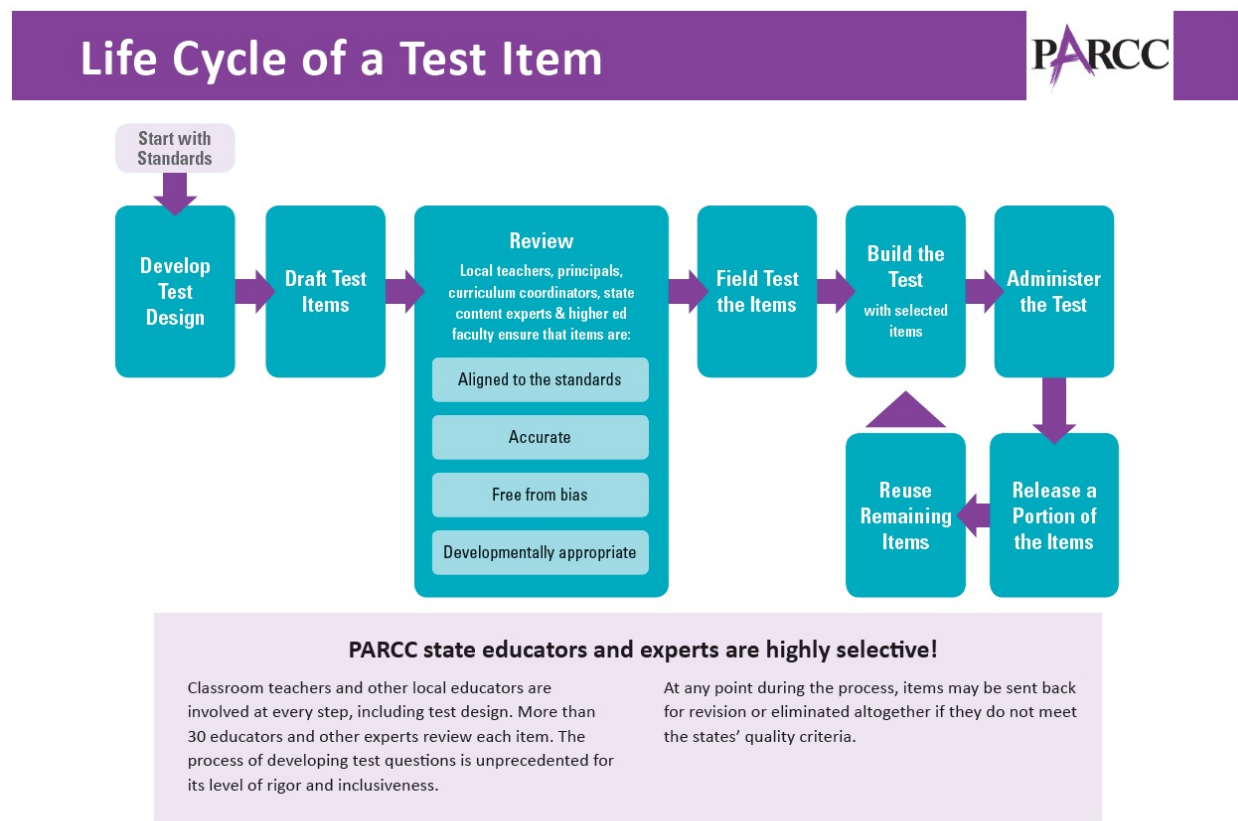 Life Cycle of a Test Item
PARCC
Start with
Standards
Develop
Test
Design
Draft Test
Items
Review
Local teachers, principals,
curriculum coordinators, state
content experts & higher ed
faculty ensure that items are:
Aligned to the standards
Accurate
Free from bias
Developmentally appropriate
Field Test
the Items
Build the
Test
with selected
items
Administer
the Test
Release a
Portion of
the Items
Reuse
Remaining
Items
PARCC state educators and experts are highly selective!
Classroom teachers and other local educators are
involved at every step, including test design. More than
30 educators and other experts review each item. The
process of developing test questions is unprecedented for
its level of rigor and inclusiveness.
At any point during the process, items may be sent back
for revision or eliminated altogether if they do not meet
the states’ quality criteria.